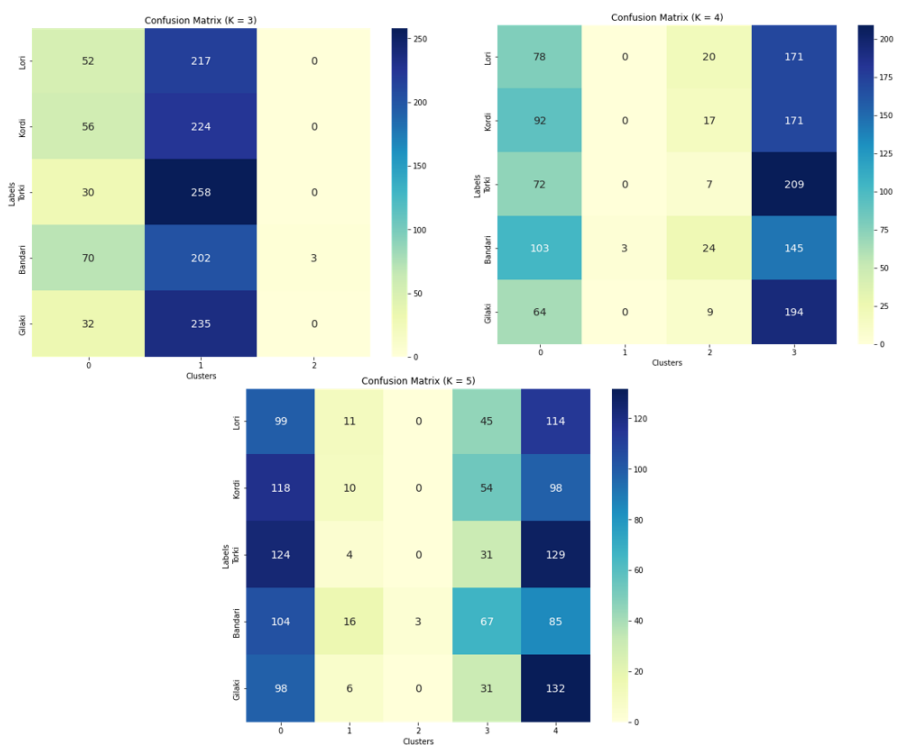 Confusion Matrix (K = 3)
Lori 52 217 0
Kordi 56 224 0
Torki 30 258 0
Bandari 70 202 3
Gilaki 32 235 0
Labels
0 1 2
Clusters
250
200
150
100
50
0
Confusion Matrix (K = 4)
Lori 78 0 20 171
Kordi 92 0 17 171
Torki 72 0 7 209
Bandari 103 3 24 145
Gilaki 64 0 9 194
Labels
0 1 2 3
Clusters
200
175
150
125
100
75
50
25
0
Confusion Matrix (K = 5)
Lori 99 11 0 45 114
Kordi 118 10 0 54 98
Torki 124 4 0 31 129
Bandari 104 16 3 67 85
Gilaki 98 6 0 31 132
Labels
0 1 2 3 4
Clusters
120
100
80
60
40
20
0